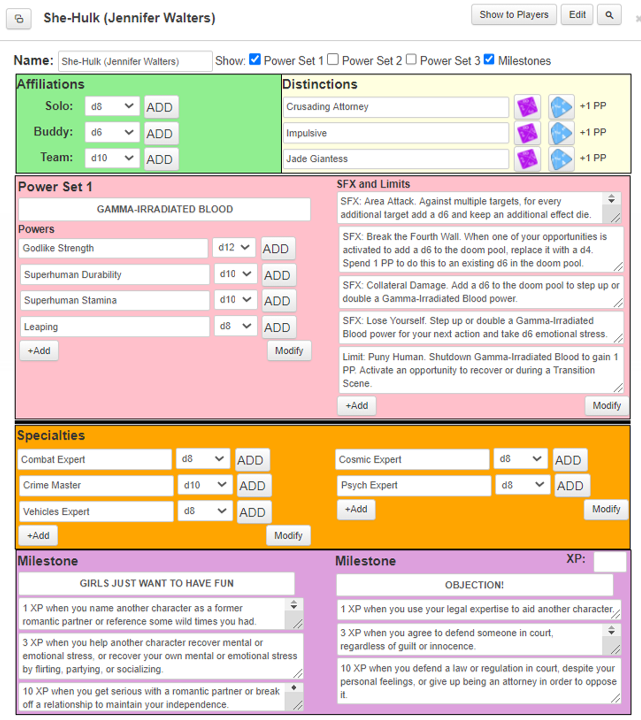 She-Hulk (Jennifer Walters)
Show to Players
Edit
Name: She-Hulk (Jennifer Walters) Show: Power Set 1 Power Set 2 Power Set 3 Milestones
Affiliations
Solo: d8 ADD
Buddy: d6 ADD
Team: d10 ADD
Distinctions
Crusading Attorney +1 PP
Impulsive +1 PP
Jade Giantess +1 PP
Power Set 1
GAMMA-IRRADIATED BLOOD
Powers
Godlike Strength d12 ADD
Superhuman Durability d10 ADD
Superhuman Stamina d10 ADD
Leaping d8 ADD
+Add Modify
SFX and Limits
SFX: Area Attack. Against multiple targets, for every
additional target add a d6 and keep an additional effect die.
SFX: Break the Fourth Wall. When one of your opportunities is
activated to add a d6 to the doom pool, replace it with a d4.
Spend 1 PP to do this to an existing d6 in the doom pool.
SFX: Collateral Damage. Add a d6 to the doom pool to step up or
double a Gamma-Irradiated Blood power.
SFX: Lose Yourself. Step up or double a Gamma-Irradiated
Blood power for your next action and take d6 emotional stress.
Limit: Puny Human. Shutdown Gamma-Irradiated Blood to gain 1
PP. Activate an opportunity to recover or during a Transition
Scene.
+Add Modify
Specialties
Combat Expert d8 ADD
Crime Master d10 ADD
Vehicles Expert d8 ADD
+Add Modify
Cosmic Expert d8 ADD
Psych Expert d8 ADD
+Add Modify
Milestone
GIRLS JUST WANT TO HAVE FUN
1 XP when you name another character as a former
romantic partner or reference some wild times you had.
3 XP when you help another character recover mental or
emotional stress, or recover your own mental or emotional stress
by flirting, partying, or socializing.
10 XP when you get serious with a romantic partner or break
off a relationship to maintain your independence.
Milestone XP:
OBJECTION!
1 XP when you use your legal expertise to aid another character.
3 XP when you agree to defend someone in court,
regardless of guilt or innocence.
10 XP when you defend a law or regulation in court, despite your
personal feelings, or give up being an attorney in order to oppose
it.